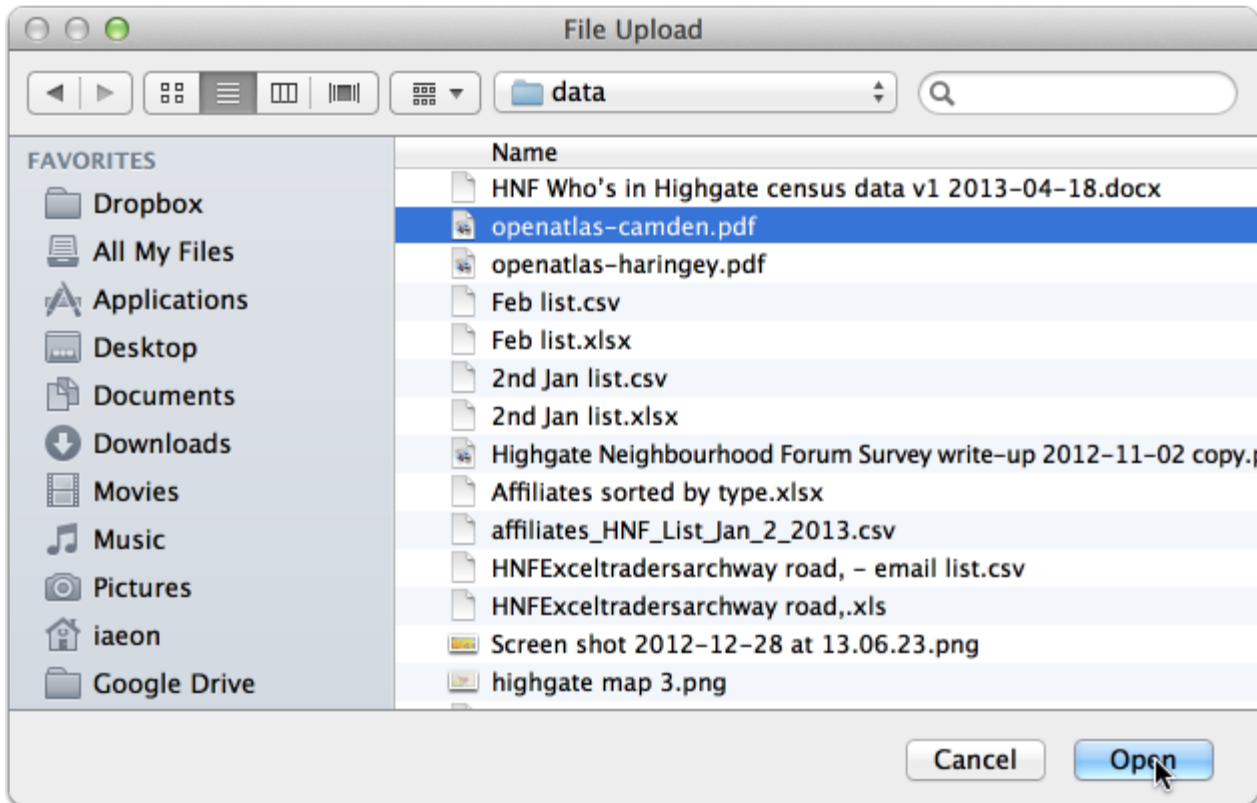 File Upload
data
FAVORITES
Dropbox
All My Files
Applications
Desktop
Documents
Downloads
Movies
Music
Pictures
iaeon
Google Drive
Name
HNF Who's in Highgate census data v1 2013-04-18.docx
openatlas-camden.pdf
openatlas-haringey.pdf
Feb list.csv
Feb list.xlsx
2nd Jan list.csv
2nd Jan list.xlsx
Highgate Neighbourhood Forum Survey write-up 2012-11-02 copy.p
Affiliates sorted by type.xlsx
affiliates_HNF_List_Jan_2_2013.csv
HNFExceltradersarchway road, – email list.csv
HNFExceltradersarchway road,.xls
Screen shot 2012-12-28 at 13.06.23.png
highgate map 3.png
Cancel
Open